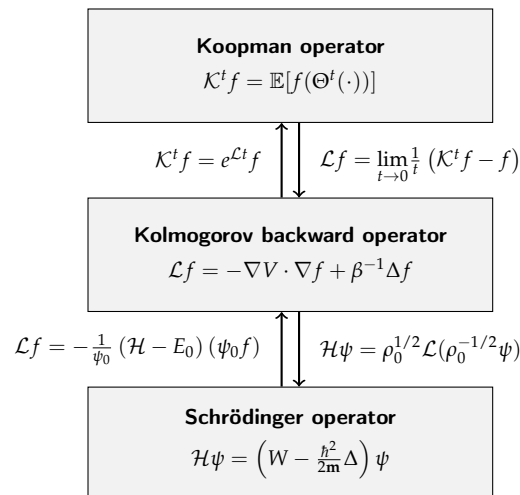 Koopman operator
𝒦ᵗf = 𝔼[f(Θᵗ(·))]
𝒦ᵗf = e^{ℒt}f
ℒf = lim_{t→0} 1/t (𝒦ᵗf − f)
Kolmogorov backward operator
ℒf = −∇V · ∇f + β⁻¹Δf
ℒf = −1/ψ₀ (ℋ − E₀) (ψ₀f)
ℋψ = ρ₀^{1/2}ℒ(ρ₀^{−1/2}ψ)
Schrödinger operator
ℋψ = (W − ℏ²/2m Δ) ψ